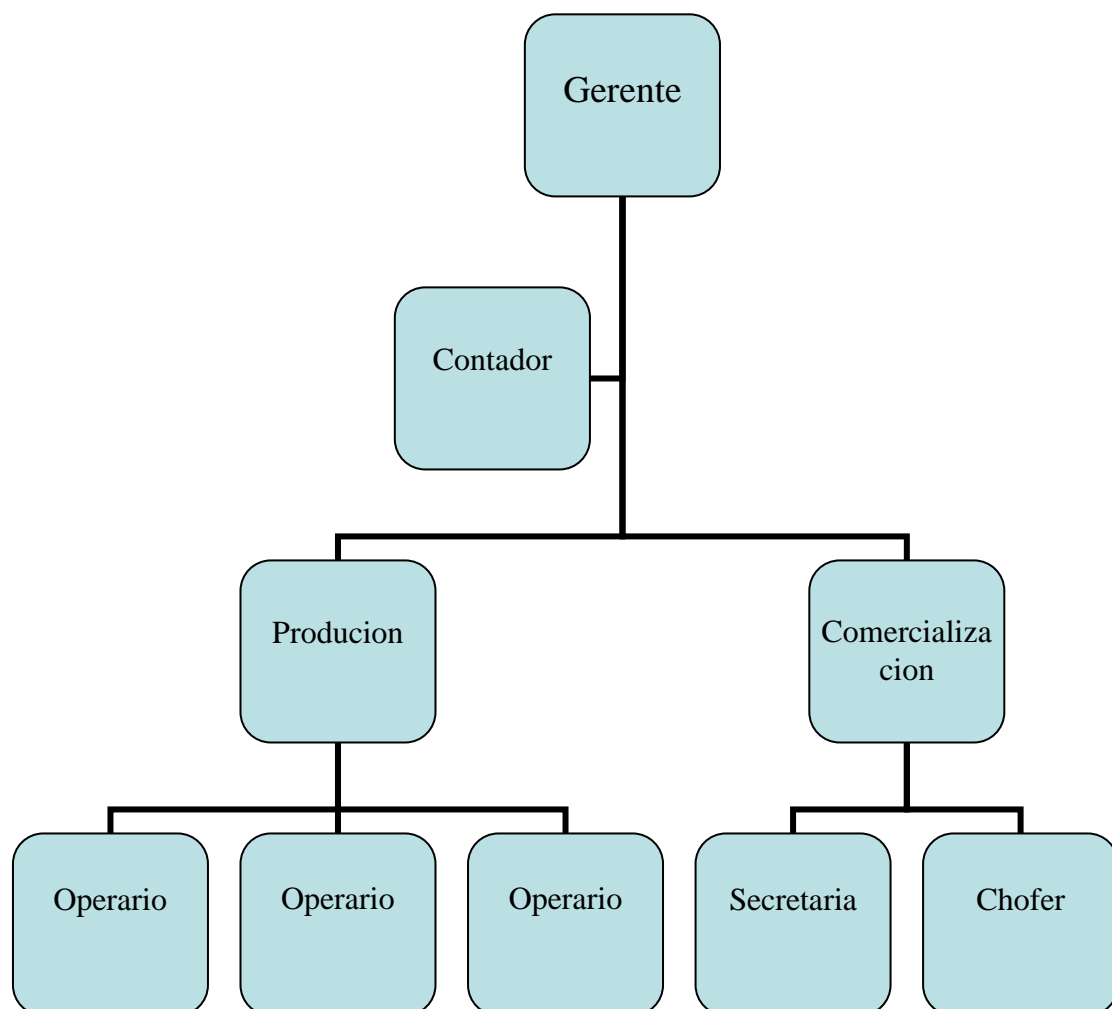 Gerente
Contador
Producion
Comercializa
cion
Operario
Operario
Operario
Secretaria
Chofer